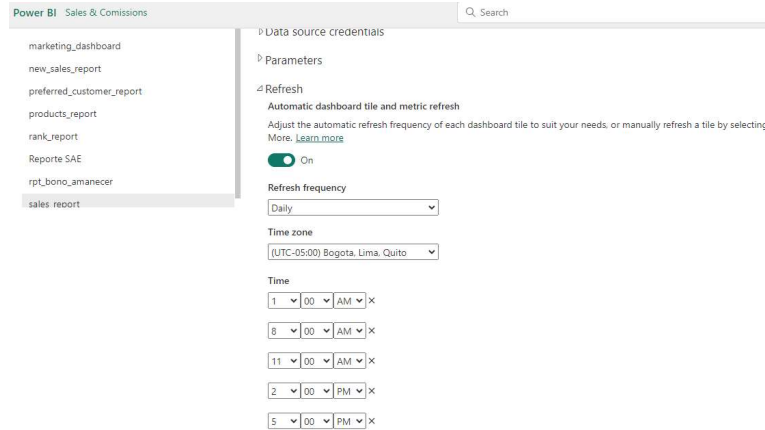 Power BI Sales & Comissions
Search
marketing_dashboard
new_sales_report
preferred_customer_report
products_report
rank_report
Reporte SAE
rpt_bono_amanecer
sales_report
Data source credentials
Parameters
Refresh
Automatic dashboard tile and metric refresh
Adjust the automatic refresh frequency of each dashboard tile to suit your needs, or manually refresh a tile by selecting
More. Learn more
On
Refresh frequency
Daily
Time zone
(UTC-05:00) Bogota, Lima, Quito
Time
1 00 AM ×
8 00 AM ×
11 00 AM ×
2 00 PM ×
5 00 PM ×